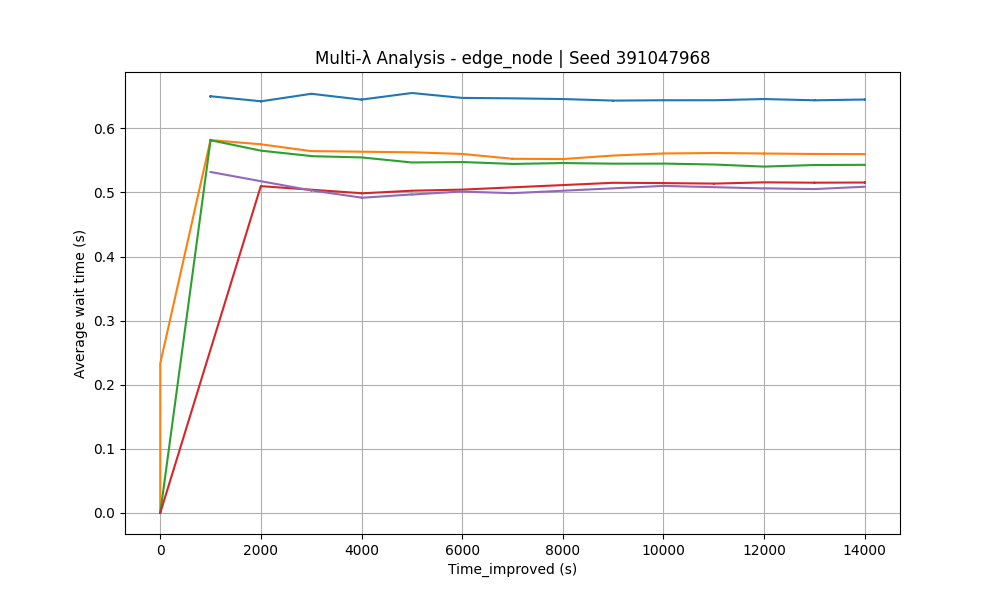 Multi-λ Analysis - edge_node | Seed 391047968
Average wait time (s)
0.6
0.5
0.4
0.3
0.2
0.1
0.0
0 2000 4000 6000 8000 10000 12000 14000
Time_improved (s)